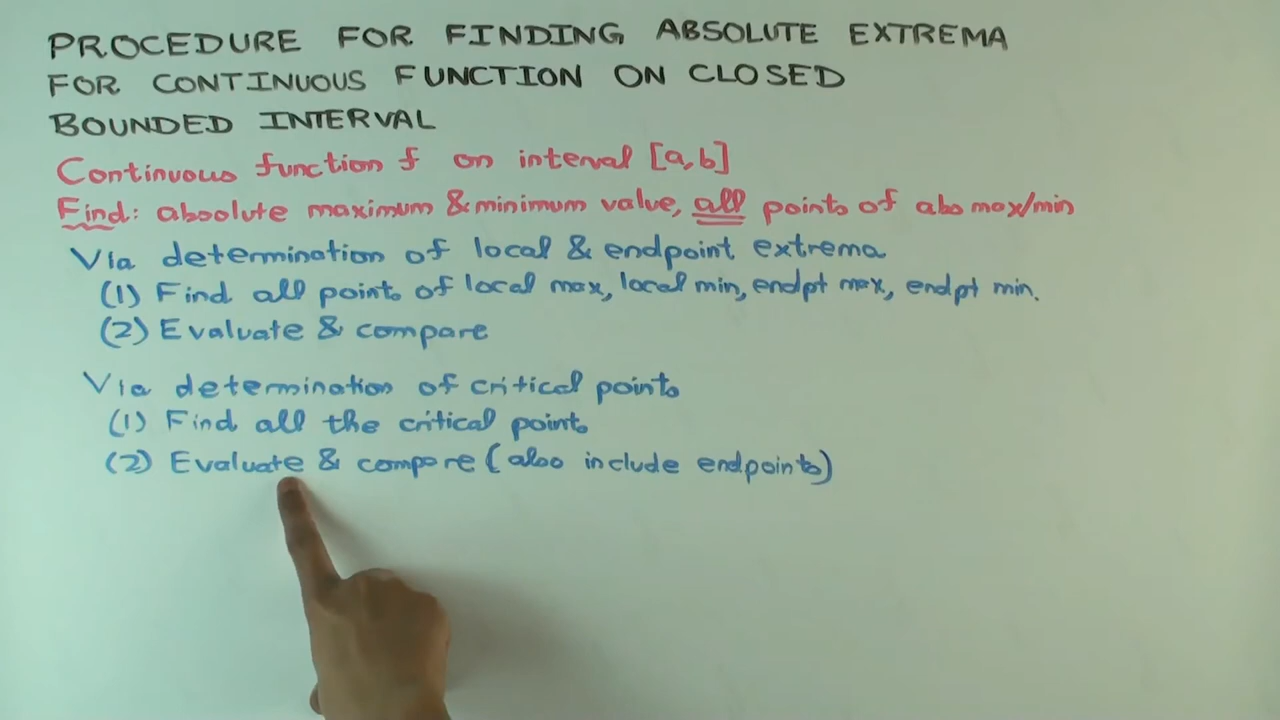 PROCEDURE FOR FINDING ABSOLUTE EXTREMA
FOR CONTINUOUS FUNCTION ON CLOSED
BOUNDED INTERVAL
Continuous function f on interval [a,b]
Find: absolute maximum & minimum value, all points of abs max/min
Via determination of local & endpoint extrema
(1) Find all points of local max, local min, endpt max, endpt min.
(2) Evaluate & compare
Via determination of critical points
(1) Find all the critical points
(2) Evaluate & compare (also include endpoints)